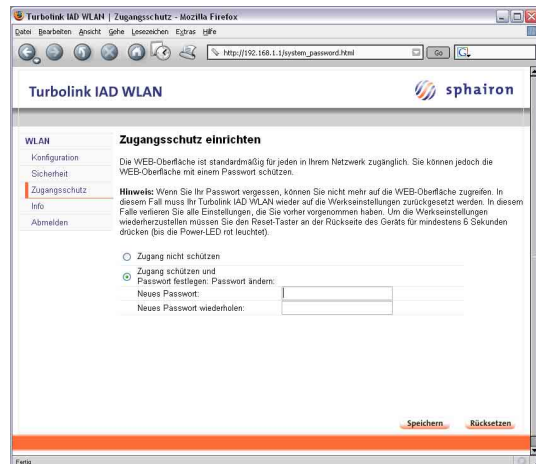 Turbolink IAD WLAN | Zugangsschutz - Mozilla Firefox
Datei Bearbeiten Ansicht Gehe Lesezeichen Extras Hilfe
http://192.168.1.1/system_password.html
Go
G
Turbolink IAD WLAN
sphairon
WLAN
Konfiguration
Sicherheit
Zugangsschutz
Info
Abmelden
Zugangsschutz einrichten
Die WEB-Oberfläche ist standardmäßig für jeden in Ihrem Netzwerk zugänglich. Sie können jedoch die
WEB-Oberfläche mit einem Passwort schützen.
Hinweis: Wenn Sie Ihr Passwort vergessen, können Sie nicht mehr auf die WEB-Oberfläche zugreifen. In
diesem Fall muss Ihr Turbolink IAD WLAN wieder auf die Werkseinstellungen zurückgesetzt werden. In diesem
Falle verlieren Sie alle Einstellungen, die Sie vorher vorgenommen haben. Um die Werkseinstellungen
wiederherzustellen müssen Sie den Reset-Taster an der Rückseite des Geräts für mindestens 6 Sekunden
drücken (bis die Power-LED rot leuchtet).
Zugang nicht schützen
Zugang schützen und
Passwort festlegen: Passwort ändern:
Neues Passwort:
Neues Passwort wiederholen:
Speichern Rücksetzen
Fertig